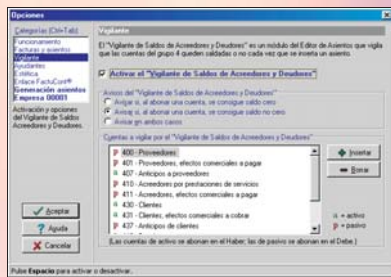 Opciones
Categorías (Ctrl+Tab)
Funcionamiento
Facturas y asientos
Vigilante
Ayudantes
Estética
Enlace FactuCont®
Generación asientos
Empresa 00001
Activación y opciones
del Vigilante de Saldos
Acreedores y Deudores.
Aceptar
Ayuda
Cancelar
Vigilante
El "Vigilante de Saldos de Acreedores y Deudores" es un módulo del Editor de Asientos que vigila
que las cuentas del grupo 4 queden saldadas o no cada vez que se inserta un asiento.
Activar el "Vigilante de Saldos de Acreedores y Deudores"
Avisos del "Vigilante de Saldos de Acreedores y Deudores"
Avisar si, al abonar una cuenta, se consigue saldo cero
Avisar si, al abonar una cuenta, se consigue saldo no cero
Avisar en ambos casos
Cuentas a vigilar por el "Vigilante de Saldos de Acreedores y Deudores"
P 400 - Proveedores
P 401 - Proveedores, efectos comerciales a pagar
a 407 - Anticipos a proveedores
P 410 - Acreedores por prestaciones de servicios
P 411 - Acreedores, efectos comerciales a pagar
a 430 - Clientes
a 431 - Clientes, efectos comerciales a cobrar
P 437 - Anticipos de clientes
Insertar
Borrar
a = activo
p = pasivo
(Las cuentas de activo se abonan en el Haber; las de pasivo se abonan en el Debe.)
Pulse Espacio para activar o desactivar.